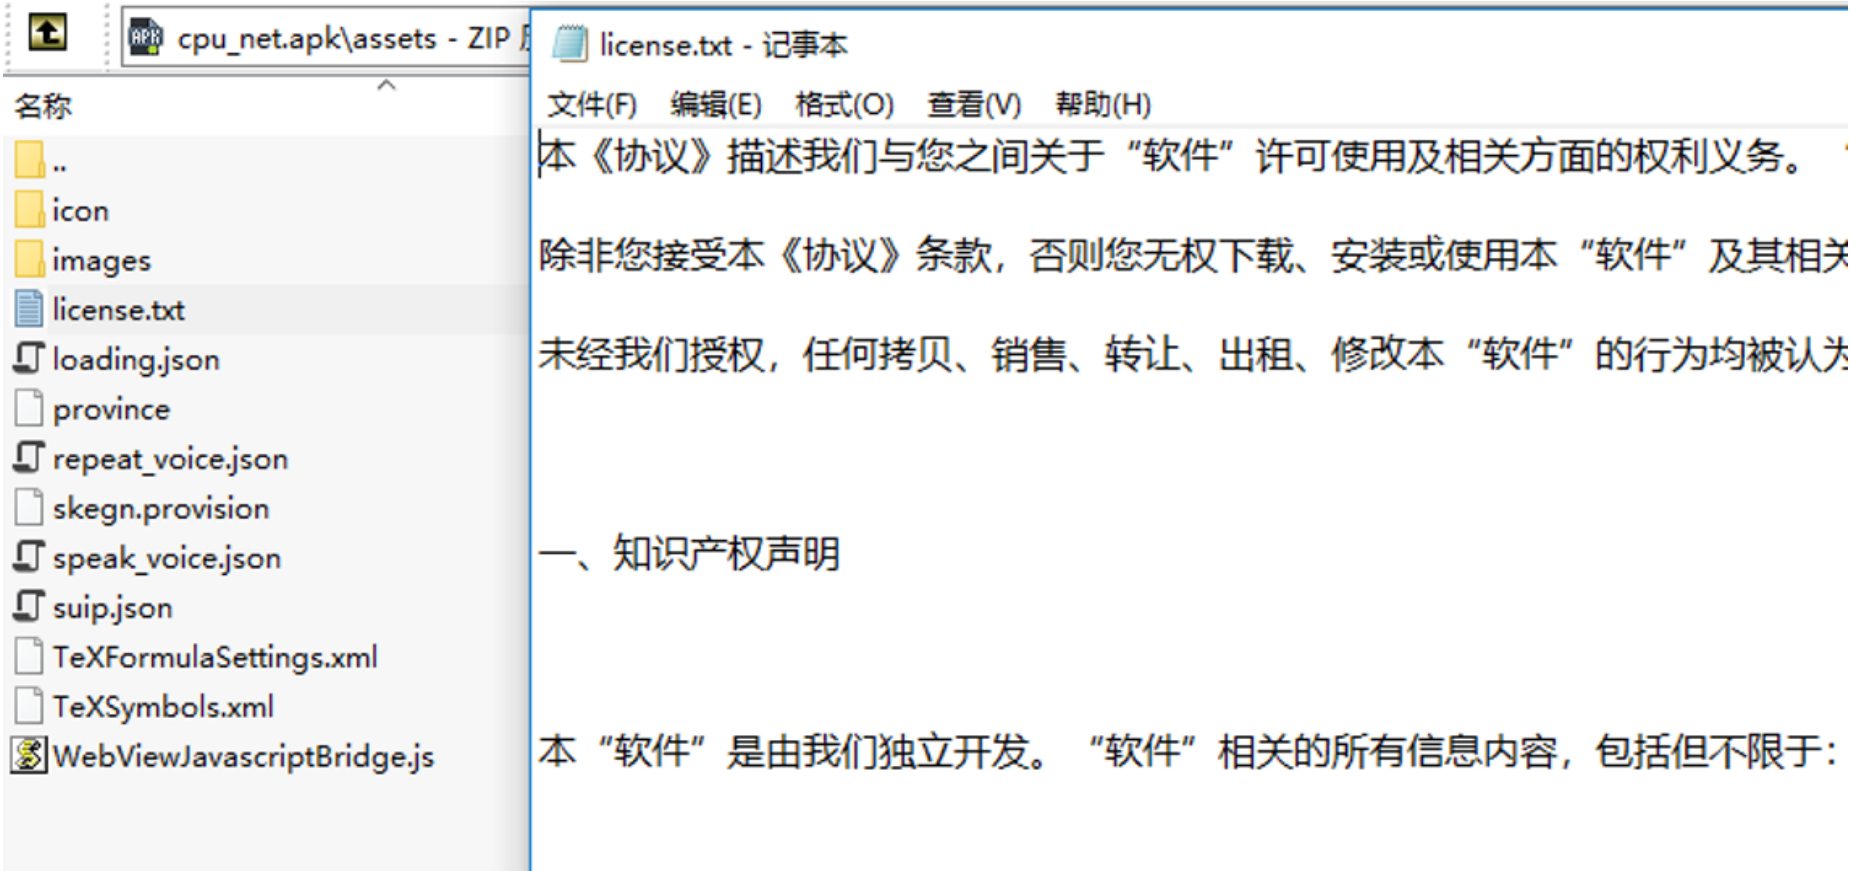 cpu_net.apk\assets - ZIP
名称
..
icon
images
license.txt
loading.json
province
repeat_voice.json
skegn.provision
speak_voice.json
suip.json
TeXFormulaSettings.xml
TeXSymbols.xml
WebViewJavascriptBridge.js
license.txt - 记事本
文件(F) 编辑(E) 格式(O) 查看(V) 帮助(H)
本《协议》描述我们与您之间关于“软件”许可使用及相关方面的权利义务。“
除非您接受本《协议》条款，否则您无权下载、安装或使用本“软件”及其相关
未经我们授权，任何拷贝、销售、转让、出租、修改本“软件”的行为均被认为
一、知识产权声明
本“软件”是由我们独立开发。“软件”相关的所有信息内容，包括但不限于：